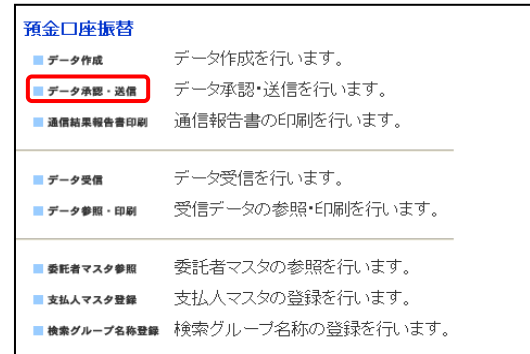 預金口座振替
データ作成 データ作成を行います。
データ承認・送信 データ承認・送信を行います。
通信結果報告書印刷 通信報告書の印刷を行います。
データ受信 データ受信を行います。
データ参照・印刷 受信データの参照・印刷を行います。
委託者マスタ参照 委託者マスタの参照を行います。
支払人マスタ登録 支払人マスタの登録を行います。
検索グループ名称登録 検索グループ名称の登録を行います。